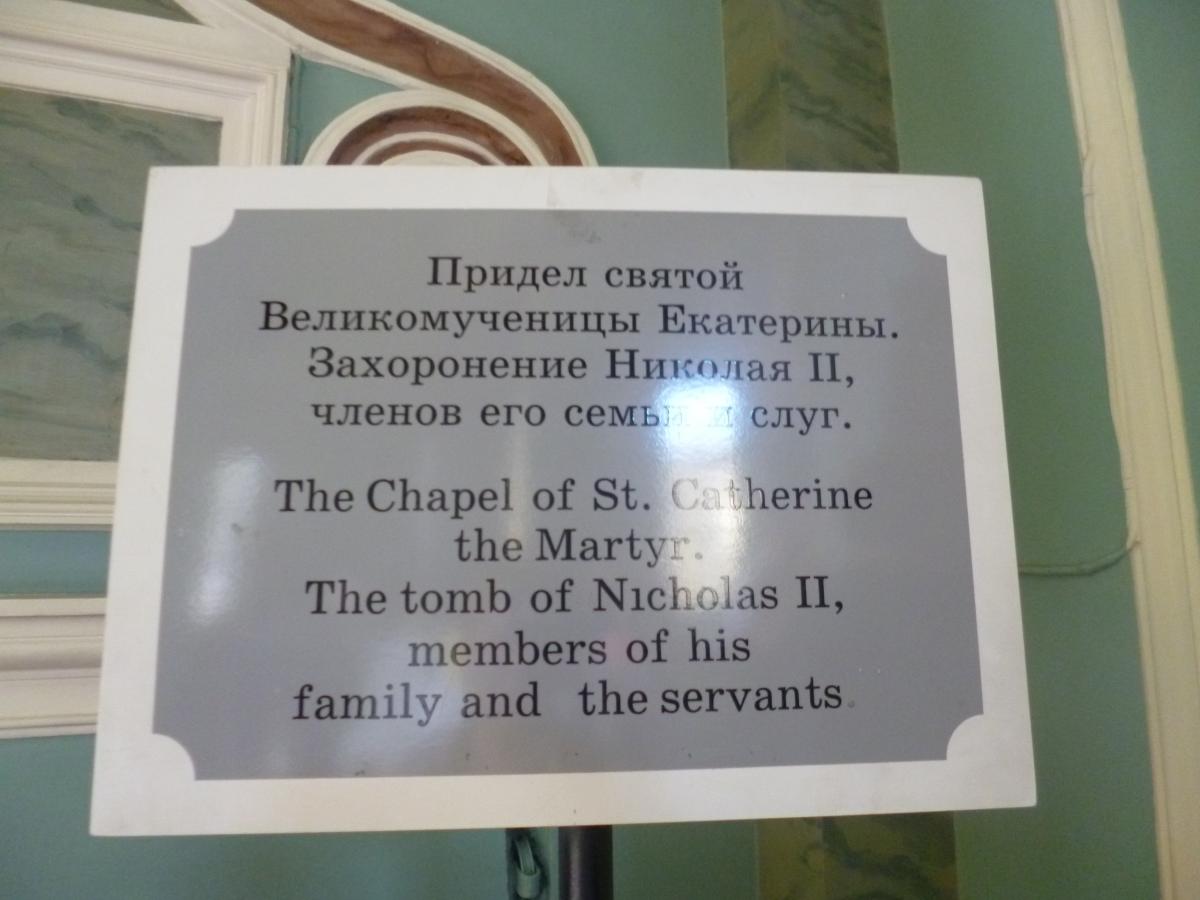 Придел святой
Великомученицы Екатерины.
Захоронение Николая II,
членов его семьи и слуг.
The Chapel of St. Catherine
the Martyr.
The tomb of Nıcholas II,
members of his
family and the servants.